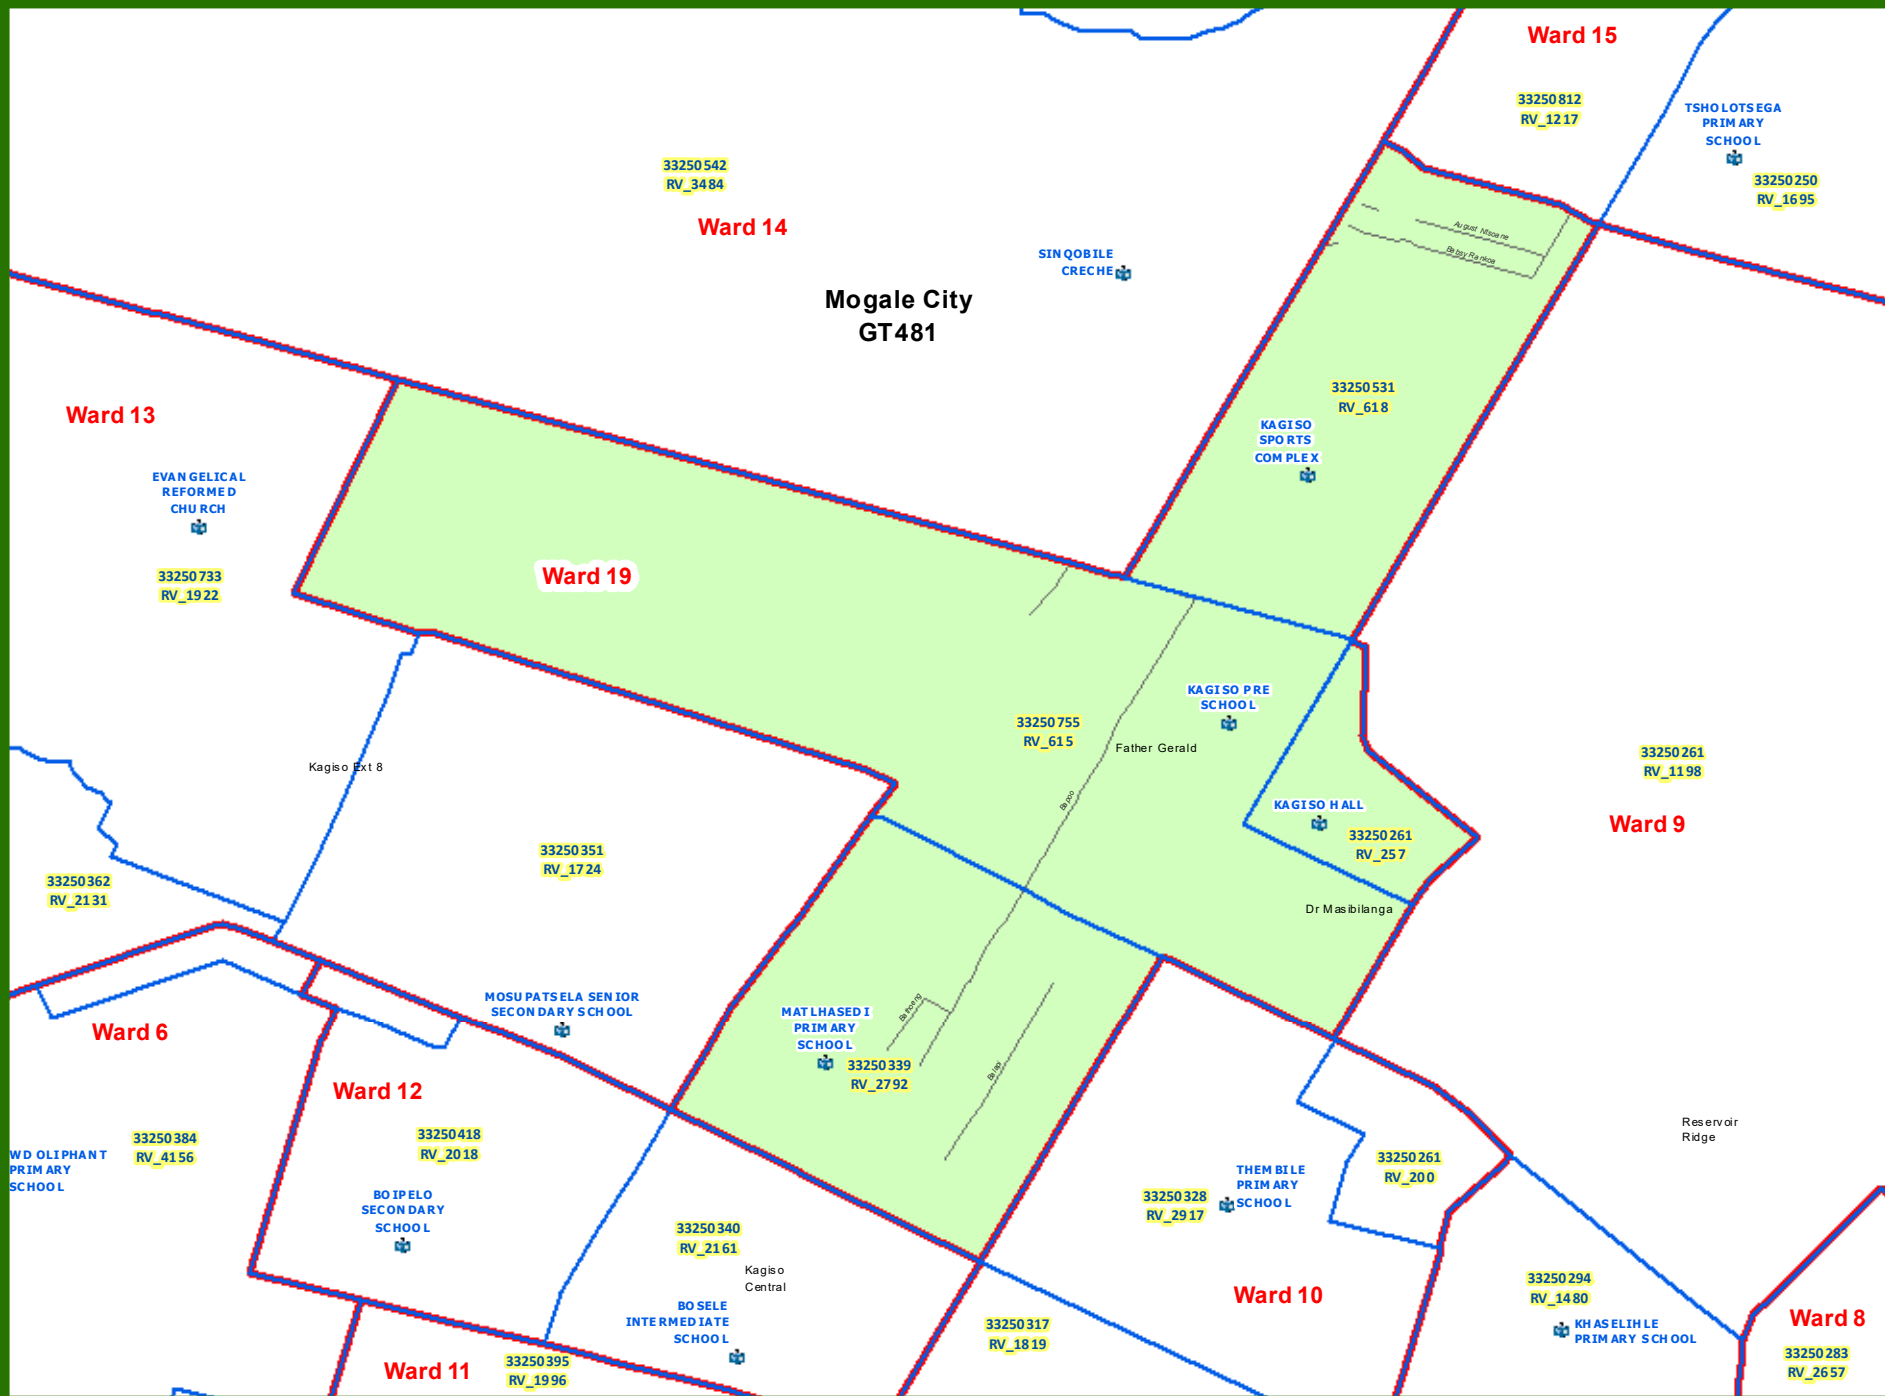 Ward 15
33250812
RV_1217
TSHOLOTSEGA
PRIMARY
SCHOOL
33250250
RV_1695
33250542
RV_3484
Ward 14
SINQOBILE
CRECHE
Mogale City
GT481
August Ntsoane
Babsy Rankoa
33250531
RV_618
KAGISO
SPORTS
COMPLEX
Ward 13
EVANGELICAL
REFORMED
CHURCH
33250733
RV_1922
Ward 19
KAGISO PRE
SCHOOL
33250755
RV_615
Father Gerald
Bapoo
33250261
RV_1198
Ward 9
KAGISO HALL
33250261
RV_257
Dr Masibilanga
Kagiso Ext 8
33250351
RV_1724
33250362
RV_2131
Ward 6
MOSUPATSELA SENIOR
SECONDARY SCHOOL
MATLHASEDI
PRIMARY
SCHOOL
33250339
RV_2792
Bathoeng
Balapi
Ward 12
33250418
RV_2018
33250384
RV_4156
WD OLIPHANT
PRIMARY
SCHOOL
BOIPELO
SECONDARY
SCHOOL
33250340
RV_2161
Kagiso
Central
BOSELE
INTERMEDIATE
SCHOOL
Reservoir
Ridge
33250261
RV_200
THEMBILE
PRIMARY
SCHOOL
33250328
RV_2917
Ward 10
33250294
RV_1480
KHASELIHLE
PRIMARY SCHOOL
Ward 8
33250283
RV_2657
33250317
RV_1819
Ward 11
33250395
RV_1996